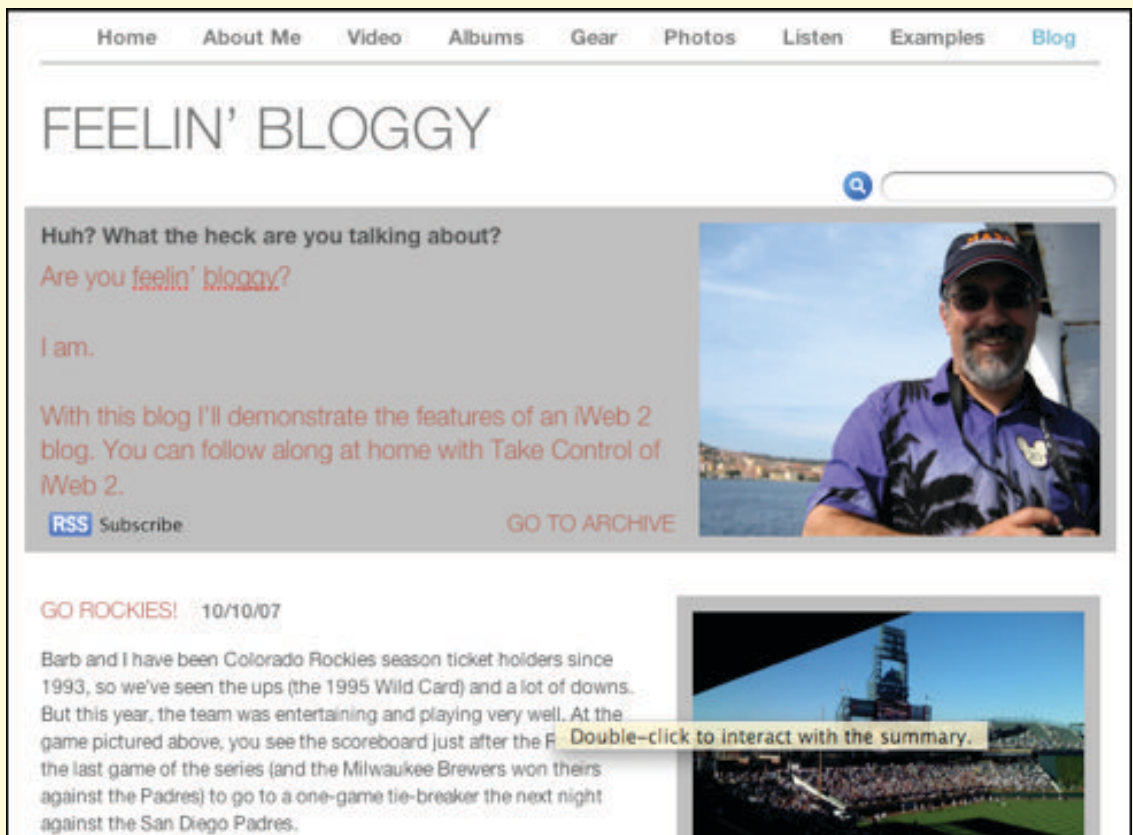 Home About Me Video Albums Gear Photos Listen Examples Blog
FEELIN' BLOGGY
Huh? What the heck are you talking about?
Are you feelin' bloggy?
I am.
With this blog I'll demonstrate the features of an iWeb 2
blog. You can follow along at home with Take Control of
iWeb 2.
RSS Subscribe
GO TO ARCHIVE
GO ROCKIES! 10/10/07
Barb and I have been Colorado Rockies season ticket holders since
1993, so we've seen the ups (the 1995 Wild Card) and a lot of downs.
But this year, the team was entertaining and playing very well. At the
game pictured above, you see the scoreboard just after the
Double-click to interact with the summary.
the last game of the series (and the Milwaukee Brewers won theirs
against the Padres) to go to a one-game tie-breaker the next night
against the San Diego Padres.